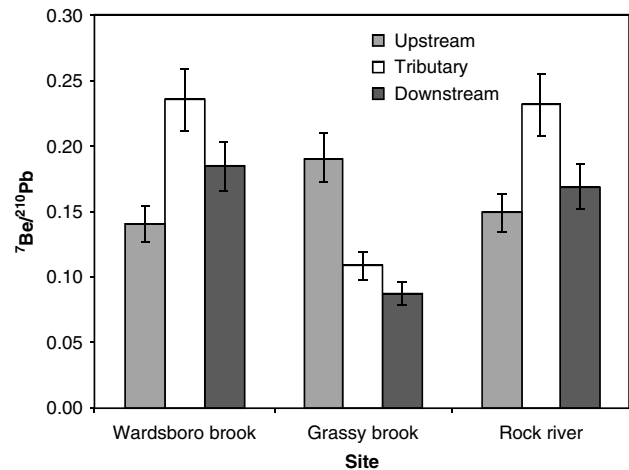 0.30
0.25
0.20
0.15
0.10
0.05
0.00
⁷Be/²¹⁰Pb
Upstream
Tributary
Downstream
Wardsboro brook
Grassy brook
Rock river
Site